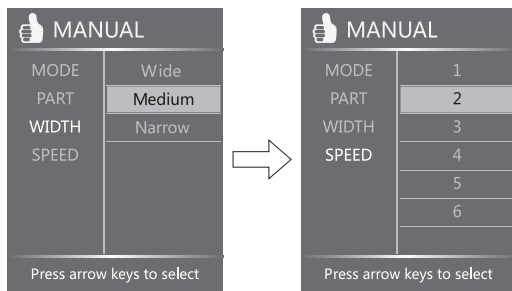 MANUAL
MODE
PART
WIDTH
SPEED
Wide
Medium
Narrow
Press arrow keys to select
MANUAL
MODE
PART
WIDTH
SPEED
1
2
3
4
5
6
Press arrow keys to select